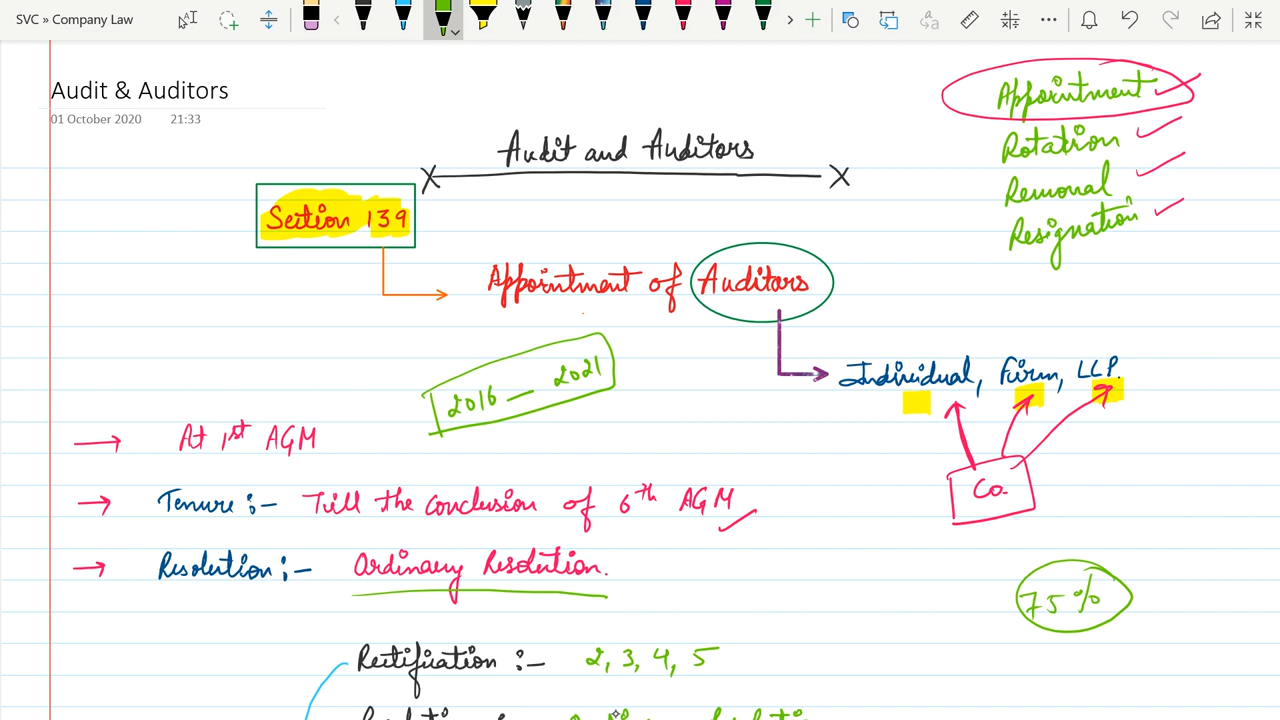 SVC » Company Law
Audit & Auditors
01 October 2020 21:33
Appointment
Rotation
Removal
Resignation
Audit and Auditors
Section 139
Appointment of Auditors
Individual, Firm, LLP.
2016 — 2021
At 1st AGM
Co.
Tenure :- Till the conclusion of 6th AGM
Resolution :- Ordinary Resolution.
75%
Rectification :- 2, 3, 4, 5